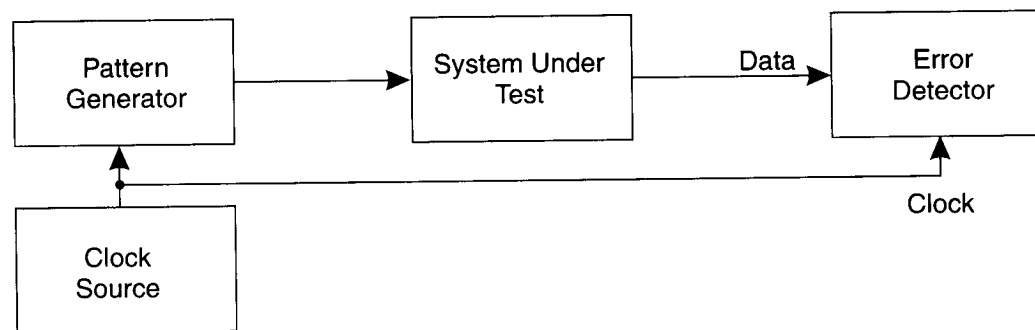 Pattern
Generator
System Under
Test
Data
Error
Detector
Clock
Clock
Source